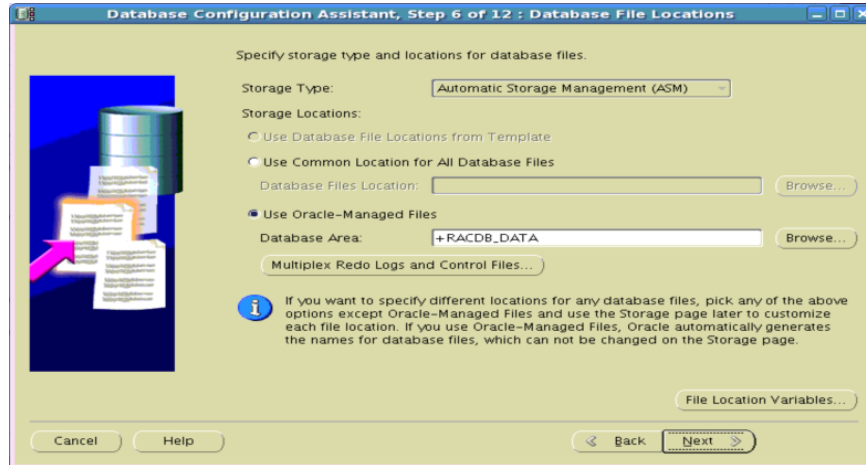 Database Configuration Assistant, Step 6 of 12 : Database File Locations
Specify storage type and locations for database files.
Storage Type: Automatic Storage Management (ASM)
Storage Locations:
Use Database File Locations from Template
Use Common Location for All Database Files
Database Files Location: Browse...
Use Oracle-Managed Files
Database Area: +RACDB_DATA Browse...
Multiplex Redo Logs and Control Files...
If you want to specify different locations for any database files, pick any of the above
options except Oracle-Managed Files and use the Storage page later to customize
each file location. If you use Oracle-Managed Files, Oracle automatically generates
the names for database files, which can not be changed on the Storage page.
File Location Variables...
Cancel Help Back Next